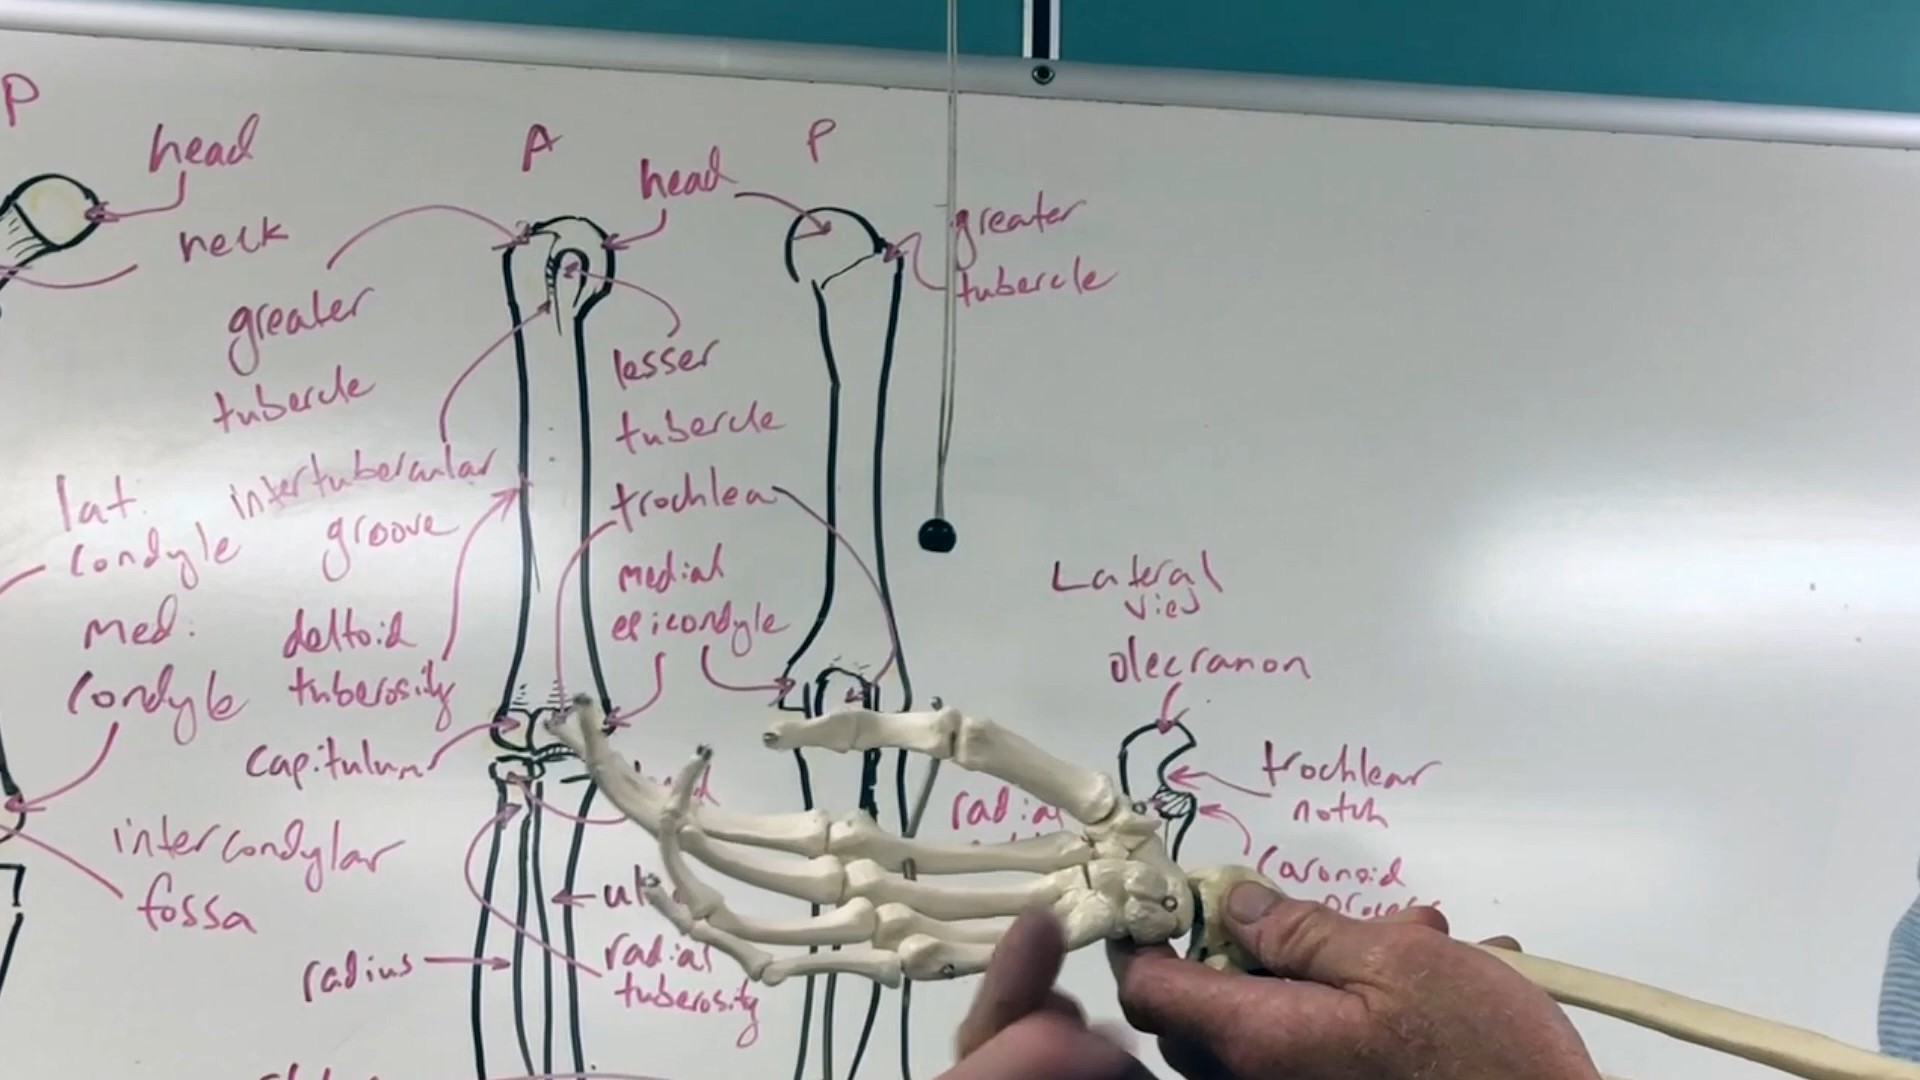 P
head
neck
A
head
P
greater
tubercle
greater
tubercle
lesser
tubercle
intertubercular
groove
trochlea
lat.
condyle
med.
condyle
deltoid
tuberosity
medial
epicondyle
capitulum
Lateral
view
olecranon
trochlear
notch
radial
coronoid
process
intercondylar
fossa
radius
radial
tuberosity